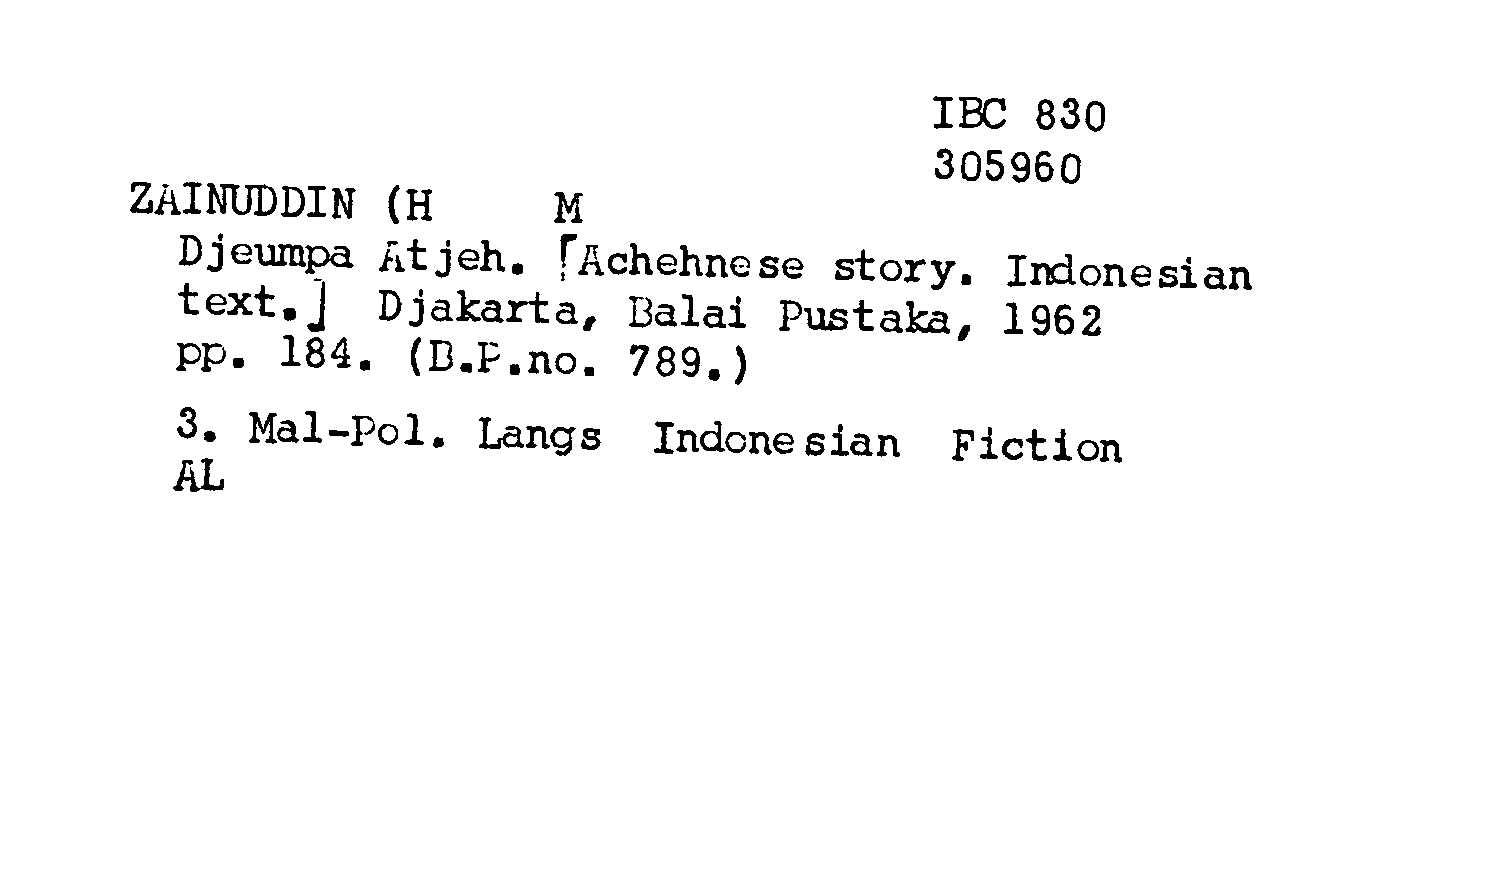 IBC 830
305960
ZAINUDDIN (H M
Djeumpa Atjeh. [Achehnese story. Indonesian
text.] Djakarta, Balai Pustaka, 1962
pp. 184. (B.P.no. 789.)
3. Mal-Pol. Langs Indonesian Fiction
AL